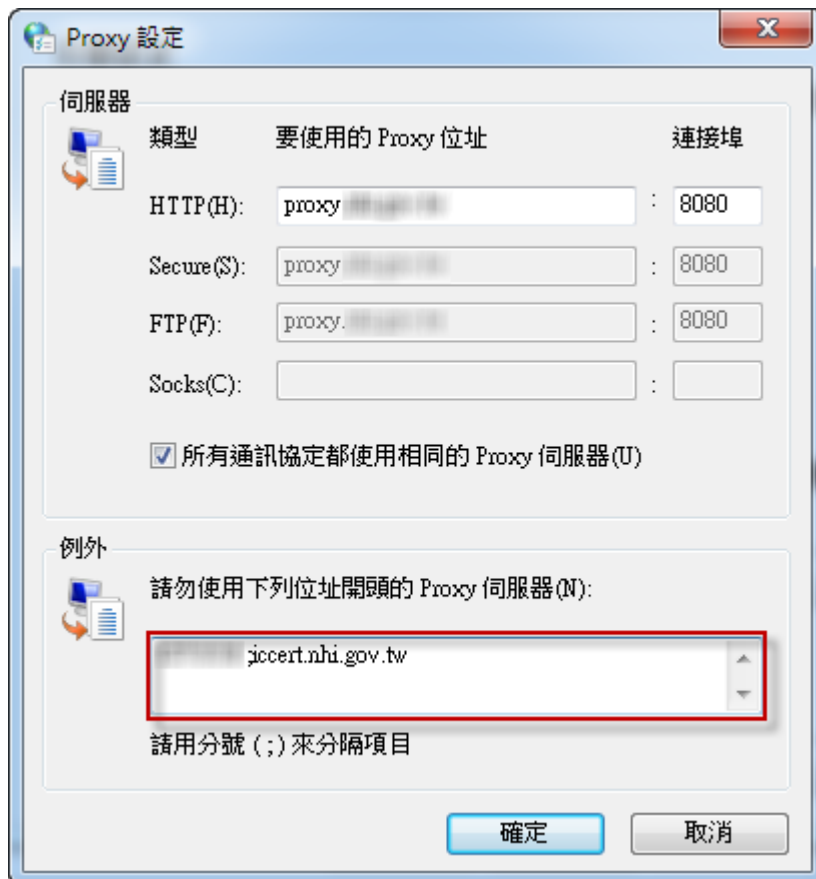 Proxy 設定
伺服器
類型 要使用的 Proxy 位址 連接埠
HTTP(H): proxy : 8080
Secure(S): proxy : 8080
FTP(F): proxy. : 8080
Socks(C): :
所有通訊協定都使用相同的 Proxy 伺服器(U)
例外
請勿使用下列位址開頭的 Proxy 伺服器(N):
;iccert.nhi.gov.tw
請用分號 ( ; ) 來分隔項目
確定 取消